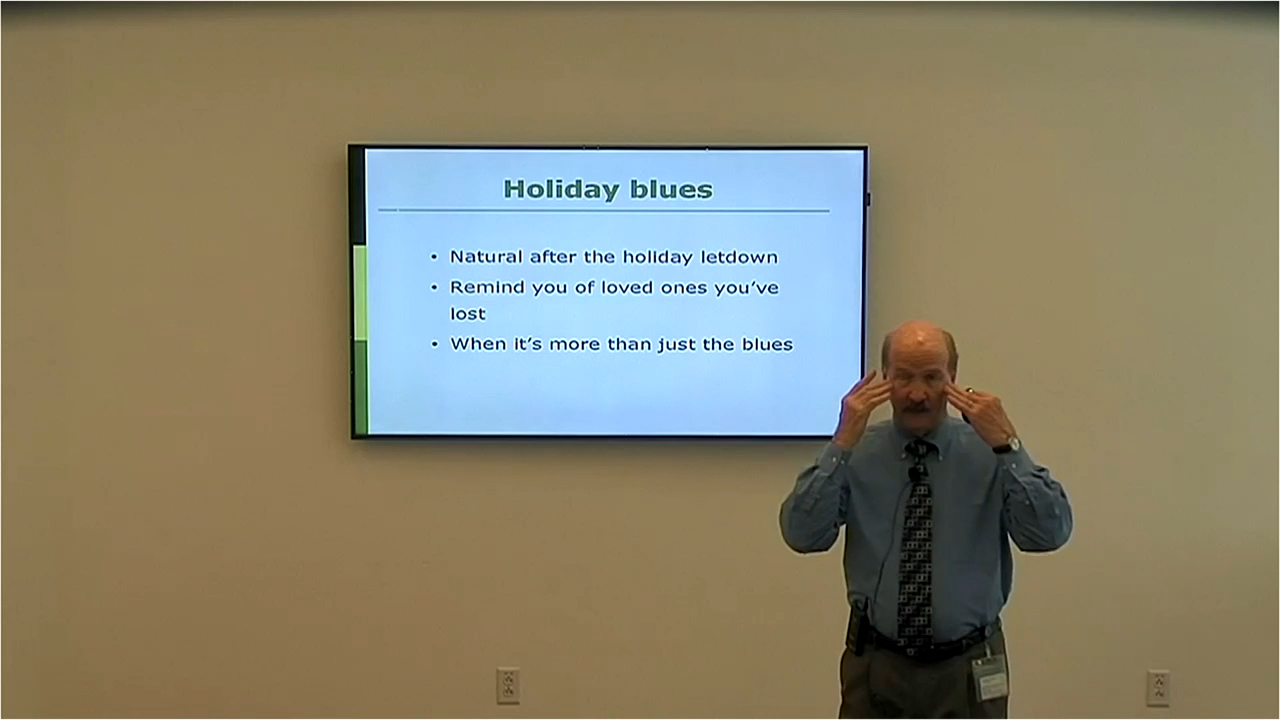 Holiday blues
• Natural after the holiday letdown
• Remind you of loved ones you've
lost
• When it's more than just the blues